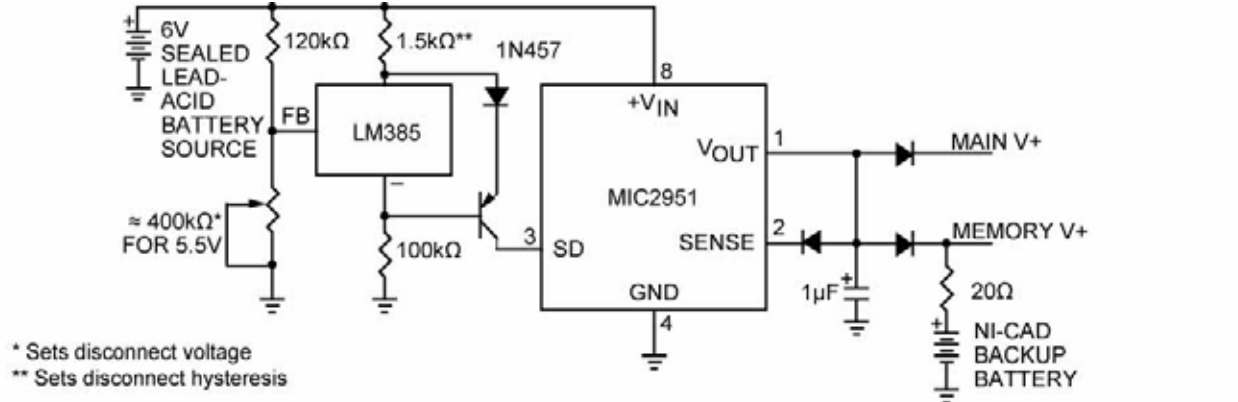 +
6V
SEALED
LEAD-
ACID
BATTERY
SOURCE
120kΩ
1.5kΩ**
1N457
FB
LM385
–
≈ 400kΩ*
FOR 5.5V
100kΩ
8
+VIN
VOUT
1
MIC2951
SENSE
2
3
SD
GND
4
MAIN V+
MEMORY V+
+
1µF
20Ω
+
NI-CAD
BACKUP
BATTERY
* Sets disconnect voltage
** Sets disconnect hysteresis